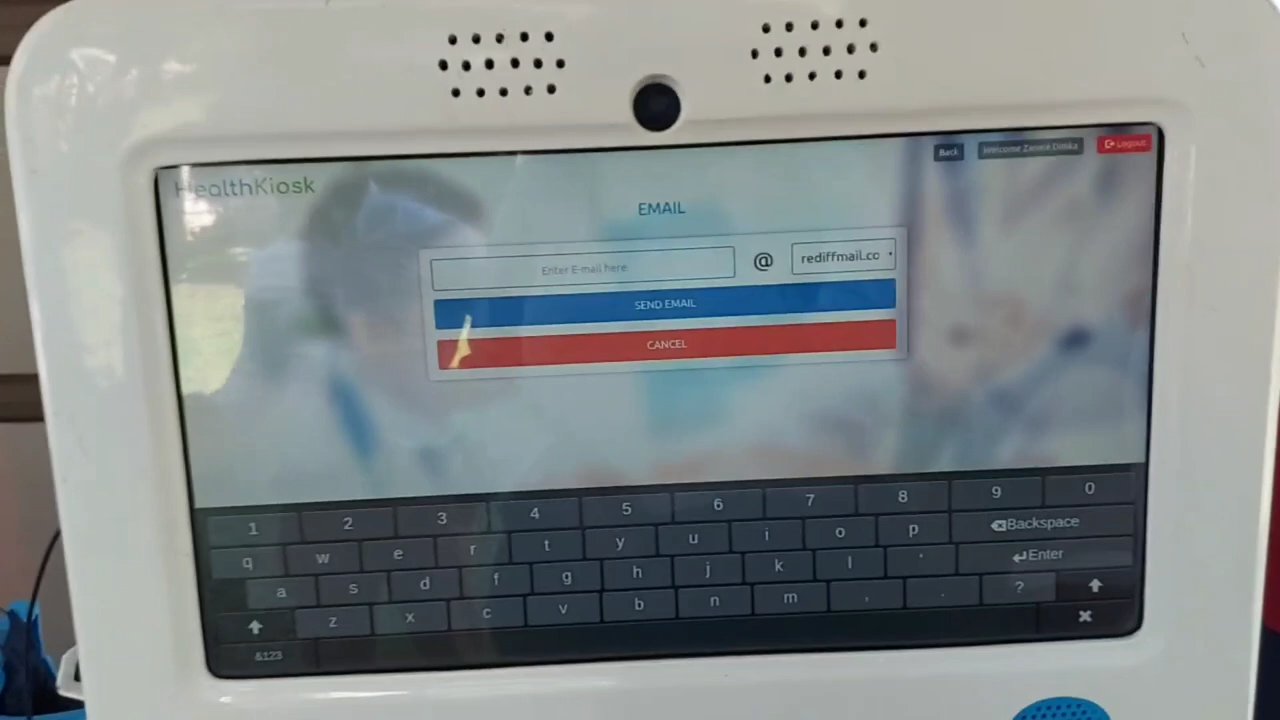 HealthKiosk
Back
Welcome
Logout
EMAIL
Enter E-mail here @ rediffmail.co
SEND EMAIL
CANCEL
1 2 3 4 5 6 7 8 9 0
q w e r t y u i o p Backspace
a s d f g h j k l ' Enter
z x c v b n m , . ?
&123